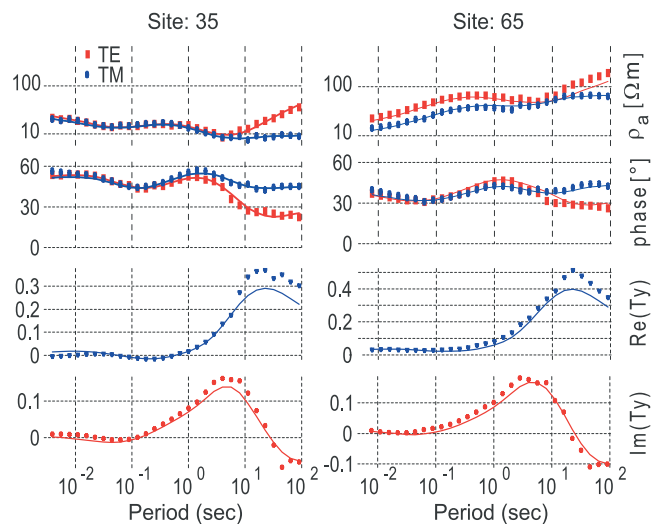 Site: 35 Site: 65
TE
TM
100 100
10 10
ρa [Ωm]
60 60
30 30
0 0
phase[°]
0.3 0.4
0.2
0.1 0.2
0 0
Re(Ty)
0.1 0.1
0 0
-0.1
Im(Ty)
10-2 10-1 100 101 102 10-2 10-1 100 101 102
Period (sec) Period (sec)